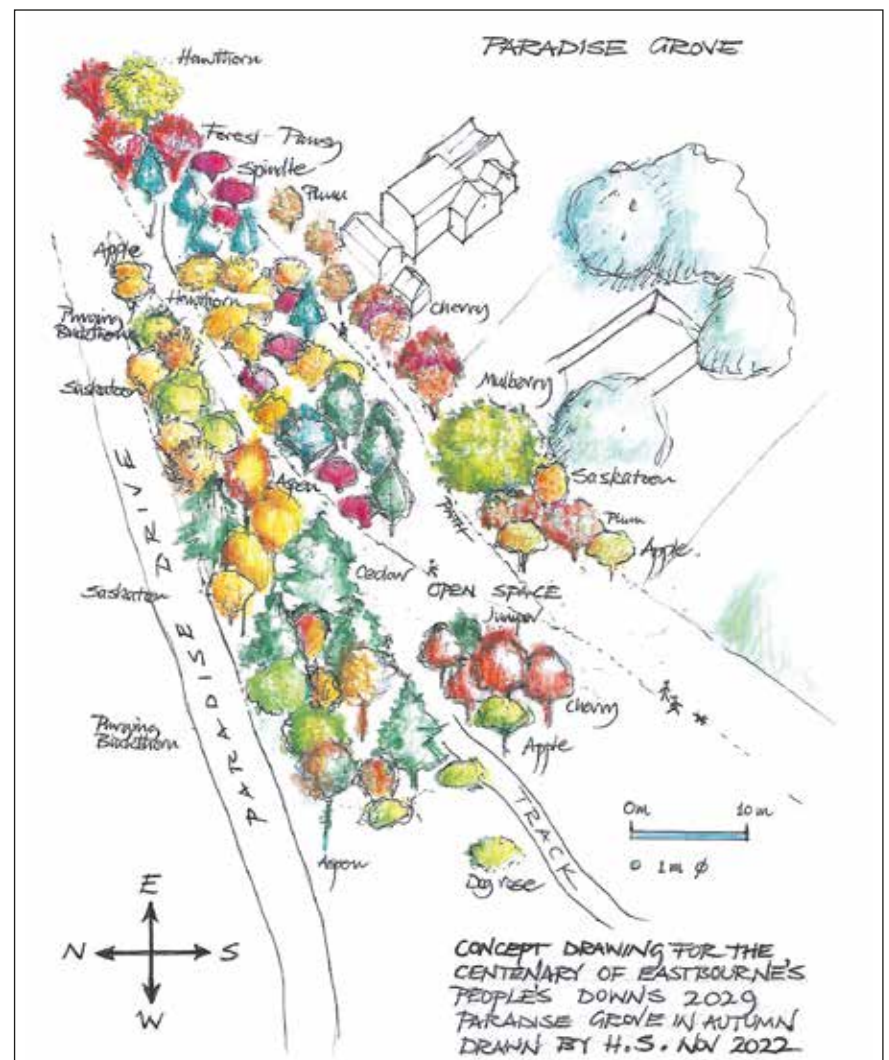 PARADISE GROVE
Hawthorn
Forest-Pansy
Spindle
Plum
Apple
Hawthorn
Cherry
Purging
Buckthorn
Saskatoon
Mulberry
Saskatoon
Aspen
Plum
Apple.
PATH
Cedar
OPEN SPACE
Juniper
Saskatoon
PARADISE DRIVE
Cherry
Apple
Purging
Buckthorn
TRACK
0m 10m
1m ϕ
Aspen
Dog rose
E
N S
W
CONCEPT DRAWING FOR THE
CENTENARY OF EASTBOURNE'S
PEOPLE'S DOWNS 2029
PARADISE GROVE IN AUTUMN
DRAWN BY H.S. NOV 2022